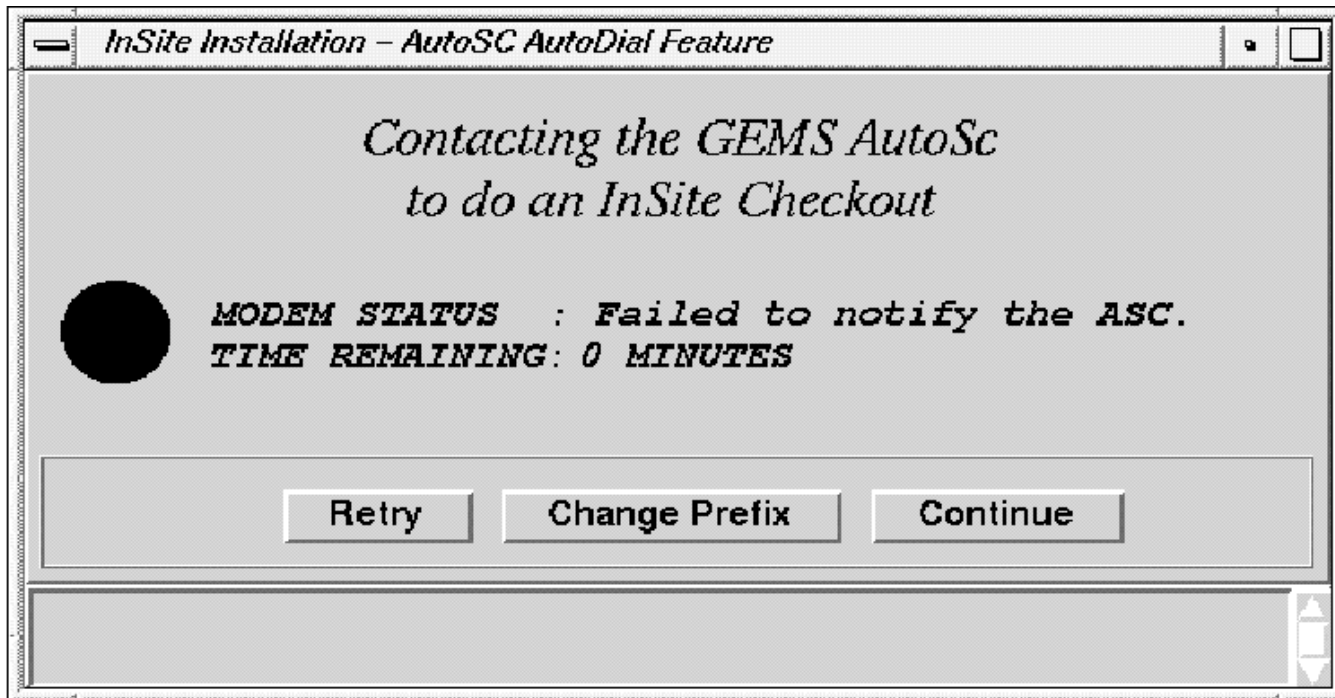 InSite Installation – AutoSC AutoDial Feature
Contacting the GEMS AutoSc
to do an InSite Checkout
MODEM STATUS : Failed to notify the ASC.
TIME REMAINING: 0 MINUTES
Retry Change Prefix Continue